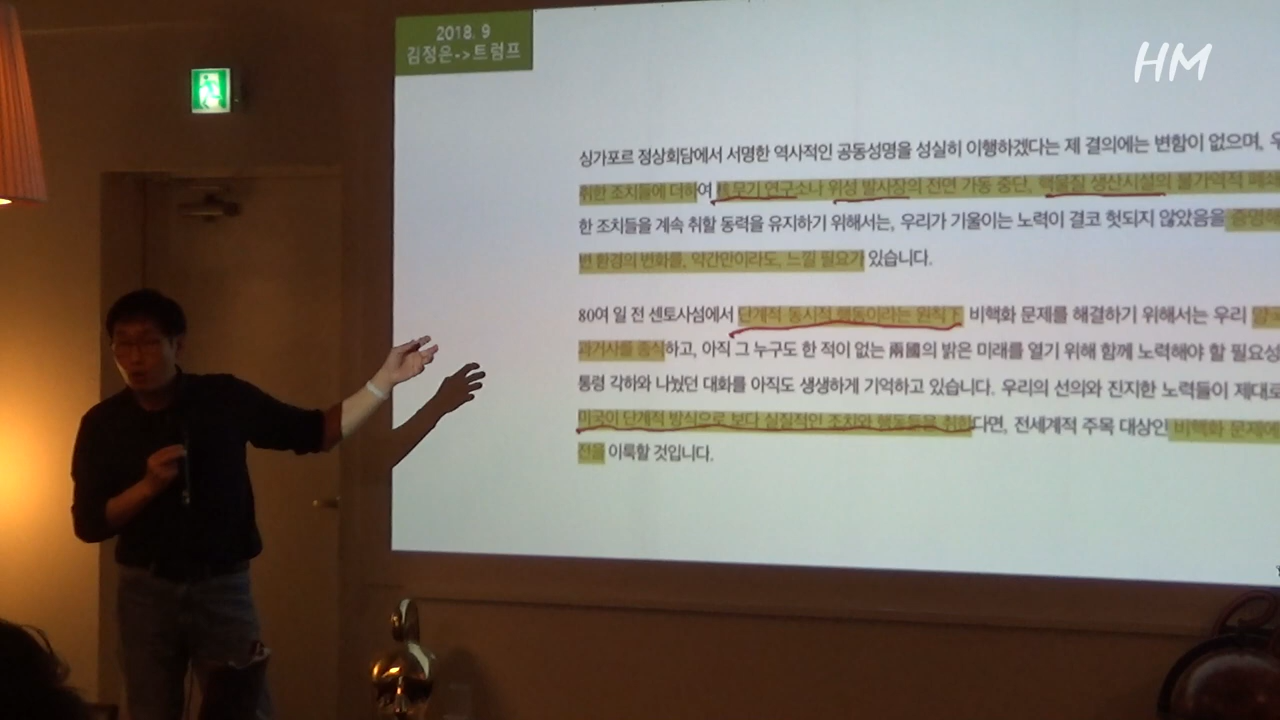 2018. 9
김정은->트럼프
HM
싱가포르 정상회담에서 서명한 역사적인 공동성명을 성실히 이행하겠다는 제 결의에는 변함이 없으며,
취한 조치들에 더하여 핵무기 연구소나 위성 발사장의 전면 가동 중단, 핵물질 생산시설의 불가역적 폐쇄
한 조치들을 계속 취할 동력을 유지하기 위해서는, 우리가 기울이는 노력이 결코 헛되지 않았음을 증명해
변 환경의 변화를, 약간만이라도, 느낄 필요가 있습니다.
80여 일 전 센토사섬에서 단계적 동시적 행동이라는 원칙下 비핵화 문제를 해결하기 위해서는 우리
과거사를 종식하고, 아직 그 누구도 한 적이 없는 兩國의 밝은 미래를 열기 위해 함께 노력해야 할 필요성
통령 각하와 나눴던 대화를 아직도 생생하게 기억하고 있습니다. 우리의 선의와 진지한 노력들이 제대로
미국이 단계적 방식으로 보다 실질적인 조치와 행동들을 취한다면, 전세계적 주목 대상인 비핵화 문제에
전을 이룩할 것입니다.